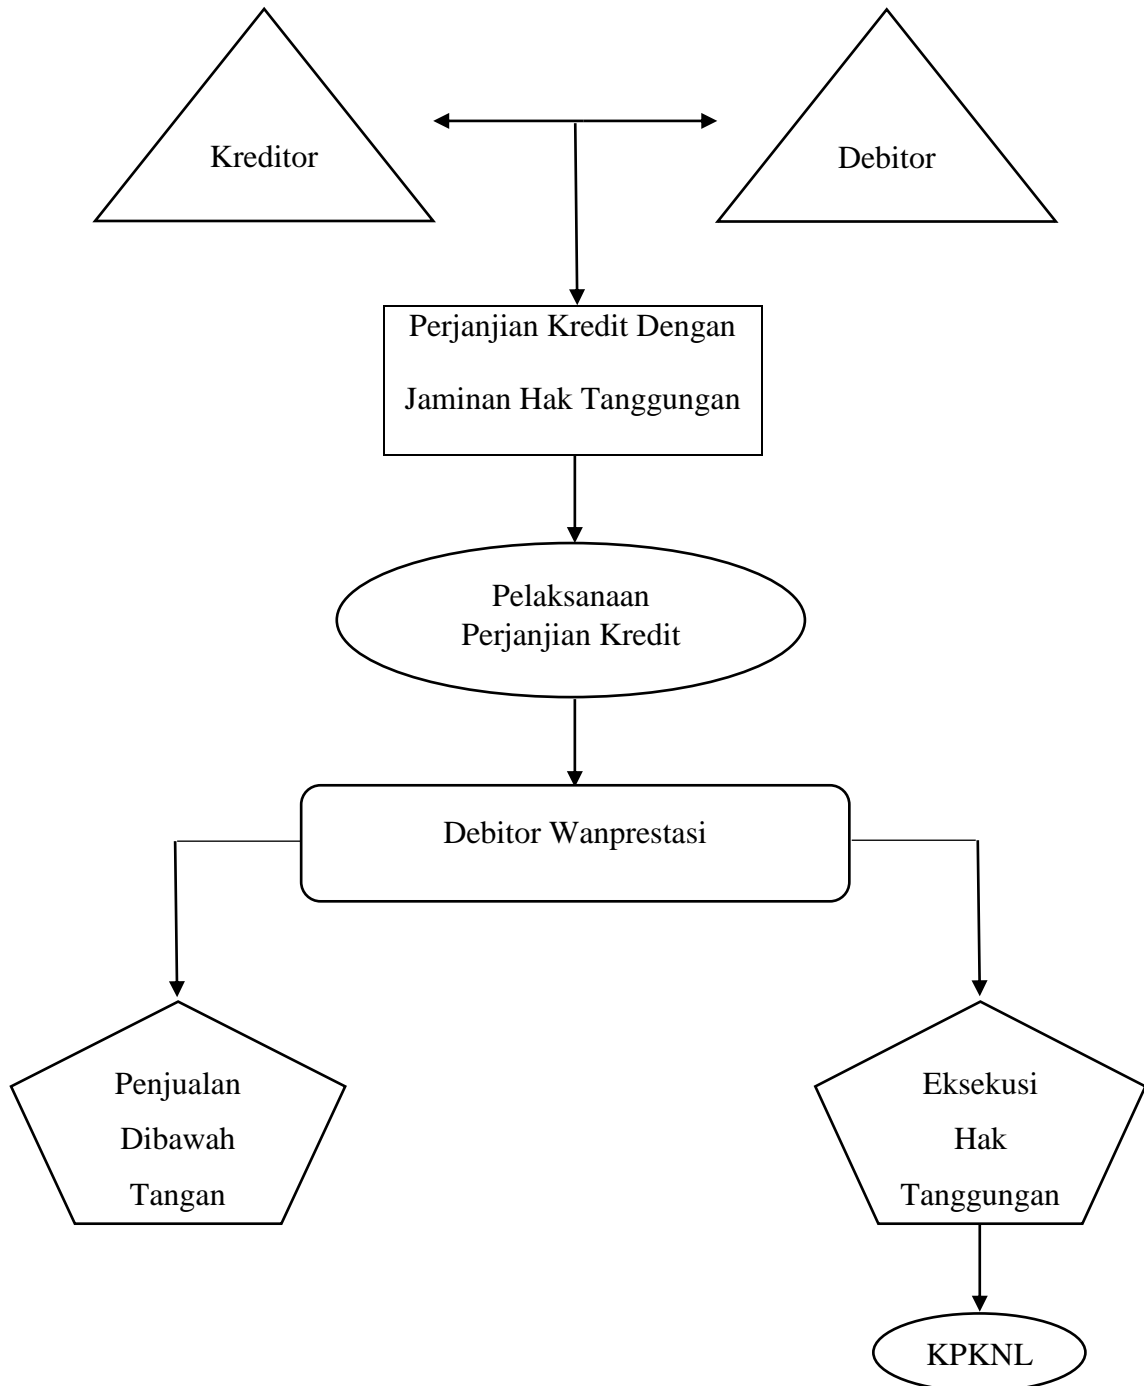 Kreditor
Debitor
Perjanjian Kredit Dengan
Jaminan Hak Tanggungan
Pelaksanaan
Perjanjian Kredit
Debitor Wanprestasi
Penjualan
Dibawah
Tangan
Eksekusi
Hak
Tanggungan
KPKNL